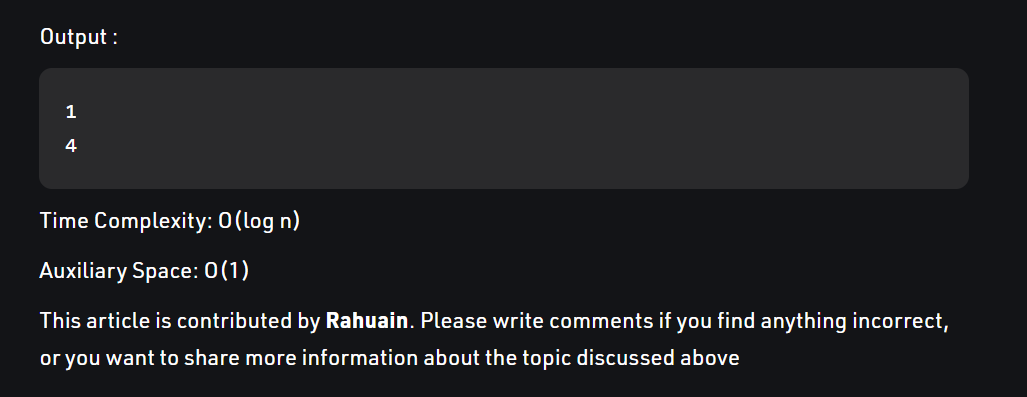 Output :
1
4
Time Complexity: O(log n)
Auxiliary Space: O(1)
This article is contributed by Rahuain. Please write comments if you find anything incorrect,
or you want to share more information about the topic discussed above